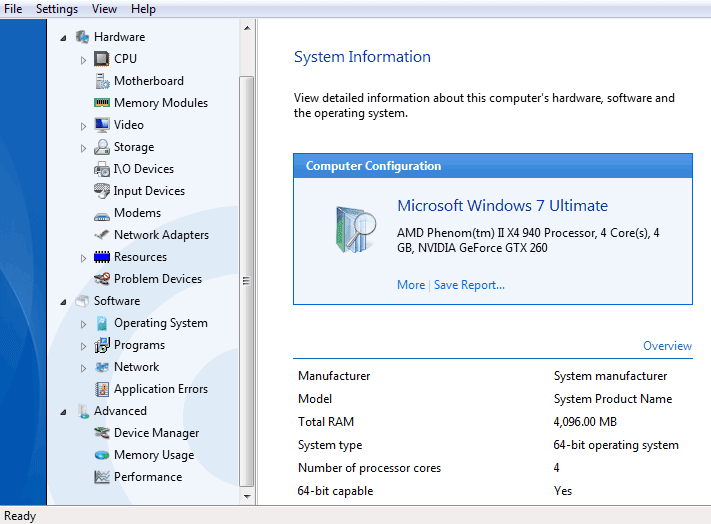 File Settings View Help
Hardware
CPU
Motherboard
Memory Modules
Video
Storage
I\O Devices
Input Devices
Modems
Network Adapters
Resources
Problem Devices
Software
Operating System
Programs
Network
Application Errors
Advanced
Device Manager
Memory Usage
Performance
System Information
View detailed information about this computer's hardware, software and
the operating system.
Computer Configuration
Microsoft Windows 7 Ultimate
AMD Phenom(tm) II X4 940 Processor, 4 Core(s), 4
GB, NVIDIA GeForce GTX 260
More | Save Report...
Overview
Manufacturer System manufacturer
Model System Product Name
Total RAM 4,096.00 MB
System type 64-bit operating system
Number of processor cores 4
64-bit capable Yes
Ready